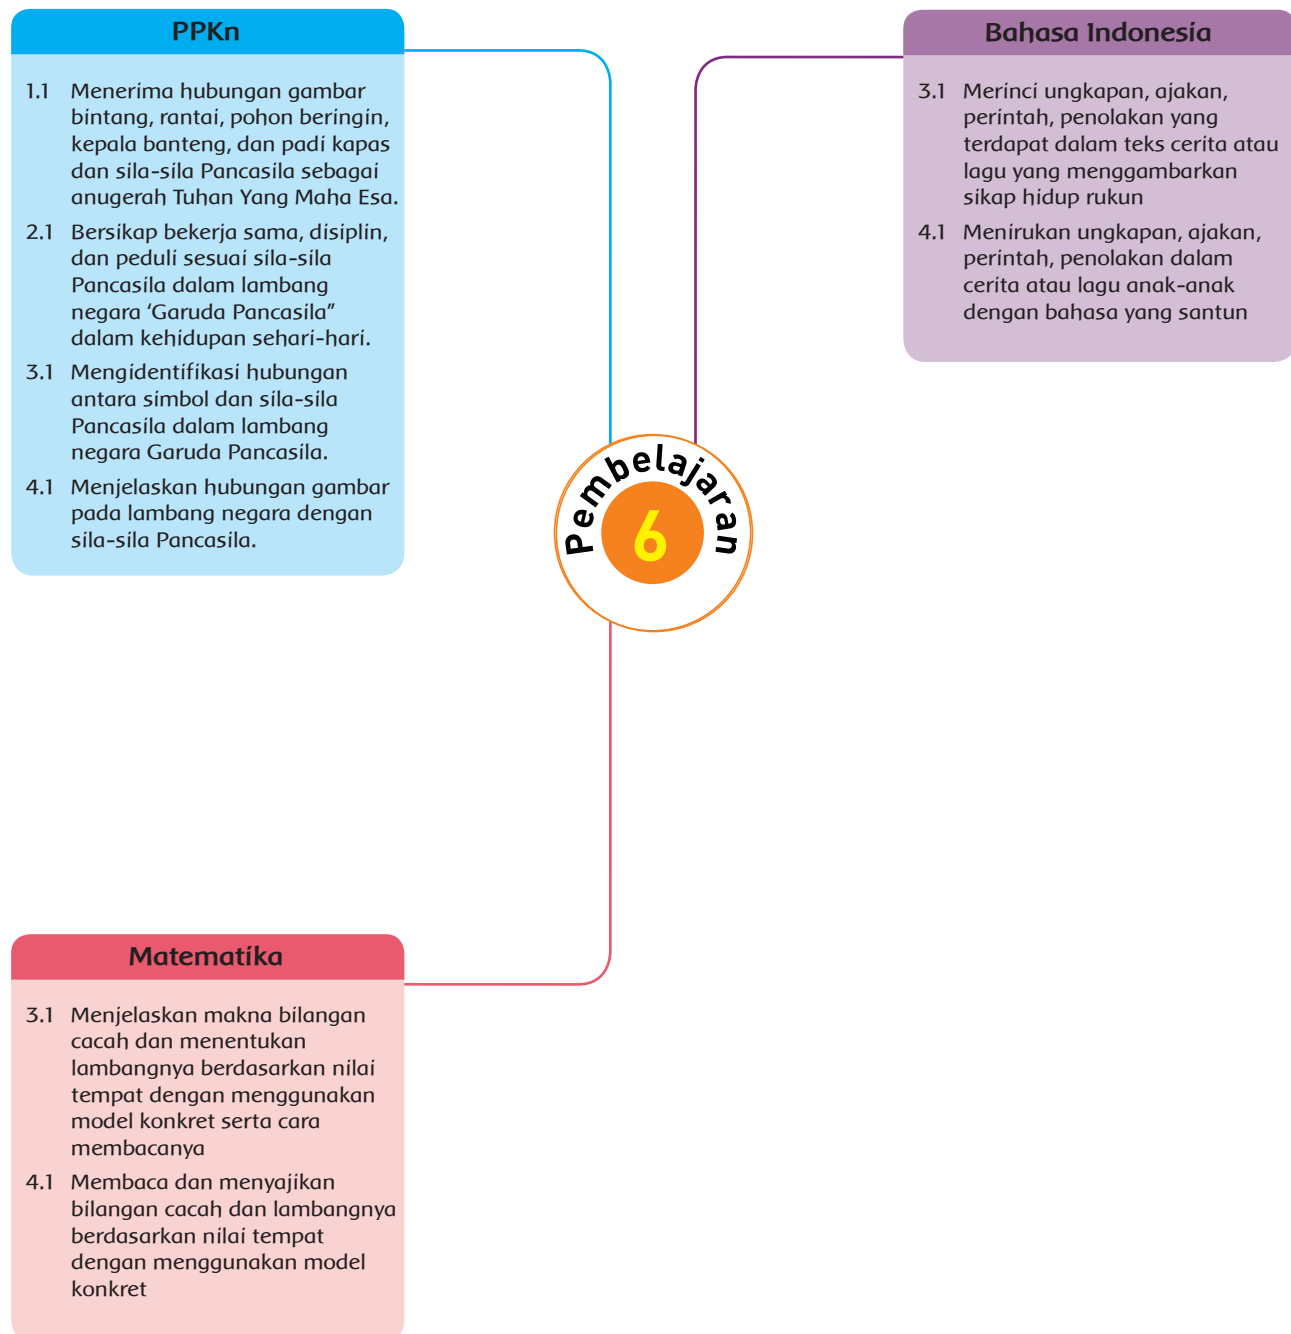 PPKn
1.1 Menerima hubungan gambar
bintang, rantai, pohon beringin,
kepala banteng, dan padi kapas
dan sila-sila Pancasila sebagai
anugerah Tuhan Yang Maha Esa.
2.1 Bersikap bekerja sama, disiplin,
dan peduli sesuai sila-sila
Pancasila dalam lambang
negara ‘Garuda Pancasila”
dalam kehidupan sehari-hari.
3.1 Mengidentifikasi hubungan
antara simbol dan sila-sila
Pancasila dalam lambang
negara Garuda Pancasila.
4.1 Menjelaskan hubungan gambar
pada lambang negara dengan
sila-sila Pancasila.
Bahasa Indonesia
3.1 Merinci ungkapan, ajakan,
perintah, penolakan yang
terdapat dalam teks cerita atau
lagu yang menggambarkan
sikap hidup rukun
4.1 Menirukan ungkapan, ajakan,
perintah, penolakan dalam
cerita atau lagu anak-anak
dengan bahasa yang santun
Pembelajaran
6
Matematika
3.1 Menjelaskan makna bilangan
cacah dan menentukan
lambangnya berdasarkan nilai
tempat dengan menggunakan
model konkret serta cara
membacanya
4.1 Membaca dan menyajikan
bilangan cacah dan lambangnya
berdasarkan nilai tempat
dengan menggunakan model
konkret